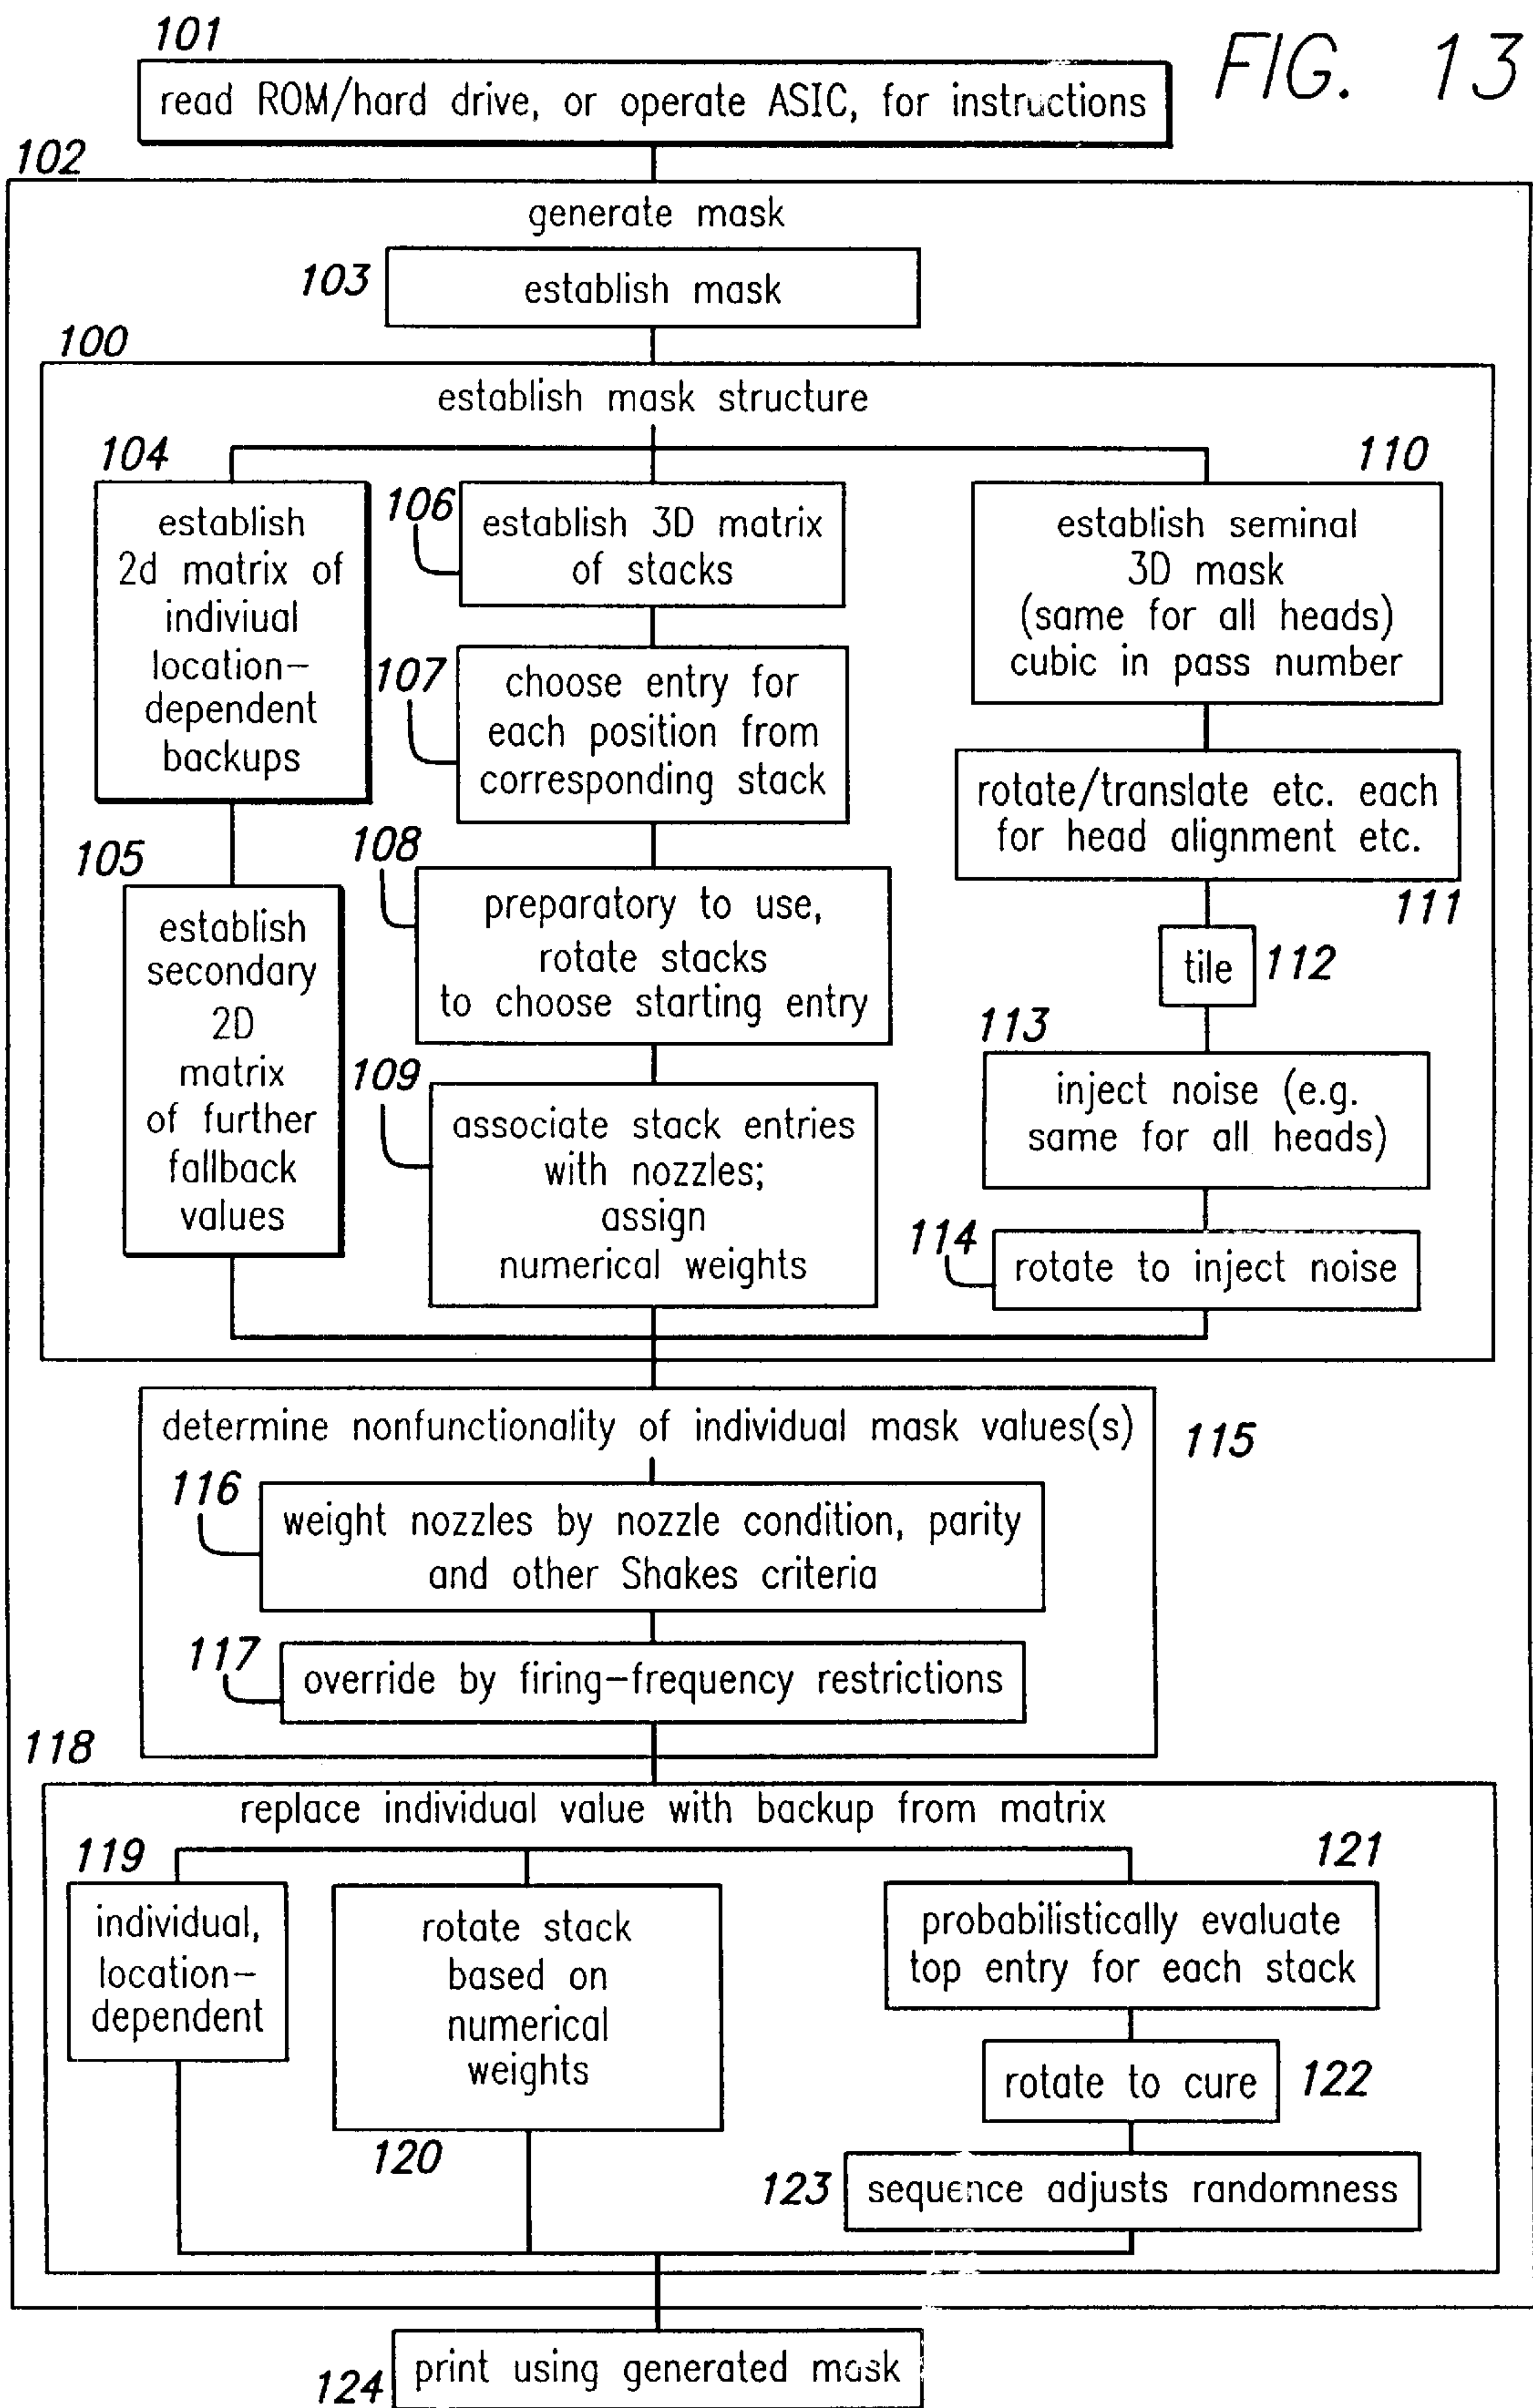 FIG. 13
101
read ROM/hard drive, or operate ASIC, for instructions
102
generate mask
103
establish mask
100
establish mask structure
104
establish
2d matrix of
indiviual
location-
dependent
backups
105
establish
secondary
2D
matrix
of further
fallback
values
106
establish 3D matrix
of stacks
107
choose entry for
each position from
corresponding stack
108
preparatory to use,
rotate stacks
to choose starting entry
109
associate stack entries
with nozzles;
assign
numerical weights
110
establish seminal
3D mask
(same for all heads)
cubic in pass number
rotate/translate etc. each
for head alignment etc.
111
tile
112
113
inject noise (e.g.
same for all heads)
114
rotate to inject noise
determine nonfunctionality of individual mask values(s)
115
116
weight nozzles by nozzle condition, parity
and other Shakes criteria
117
override by firing-frequency restrictions
118
replace individual value with backup from matrix
119
individual,
location-
dependent
rotate stack
based on
numerical
weights
120
121
probabilistically evaluate
top entry for each stack
rotate to cure
122
123
sequence adjusts randomness
124
print using generated mask